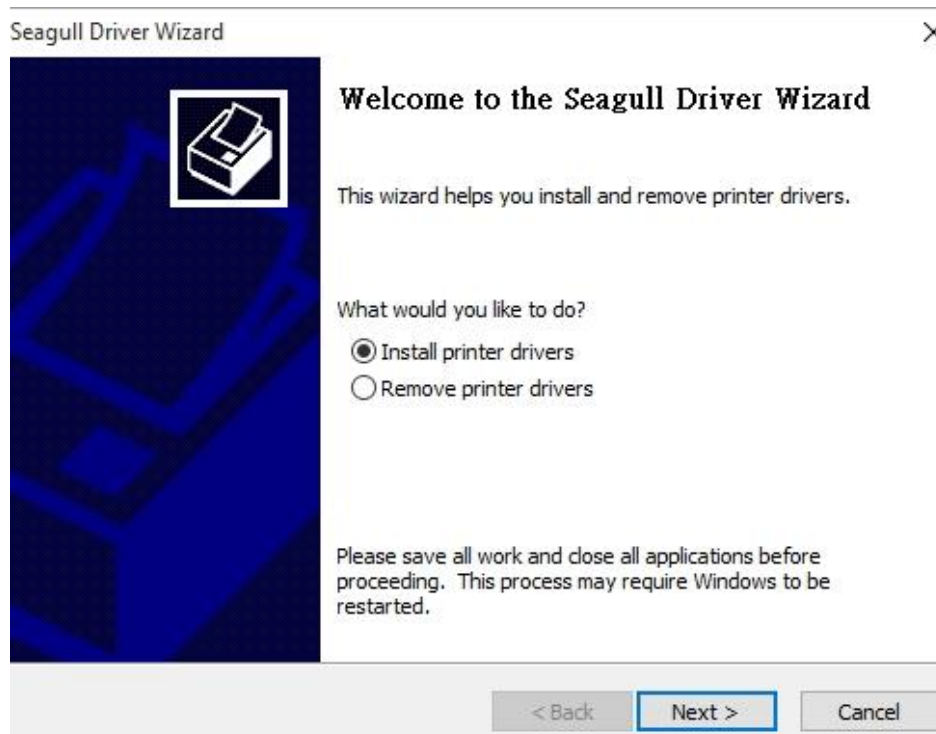 Seagull Driver Wizard
Welcome to the Seagull Driver Wizard
This wizard helps you install and remove printer drivers.
What would you like to do?
Install printer drivers
Remove printer drivers
Please save all work and close all applications before
proceeding. This process may require Windows to be
restarted.
< Back Next > Cancel